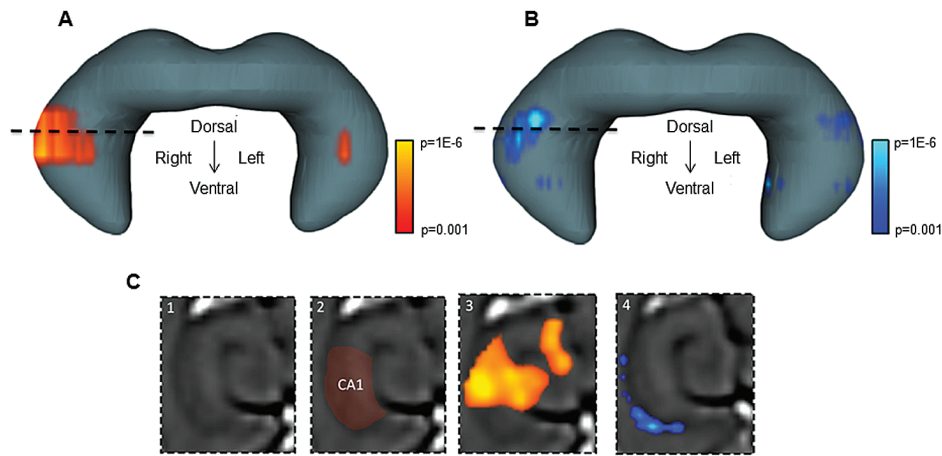 A
B
Dorsal
Right Left
Ventral
p=1E-6
p=0.001
Dorsal
Right Left
Ventral
p=1E-6
p=0.001
C
1
2
CA1
3
4